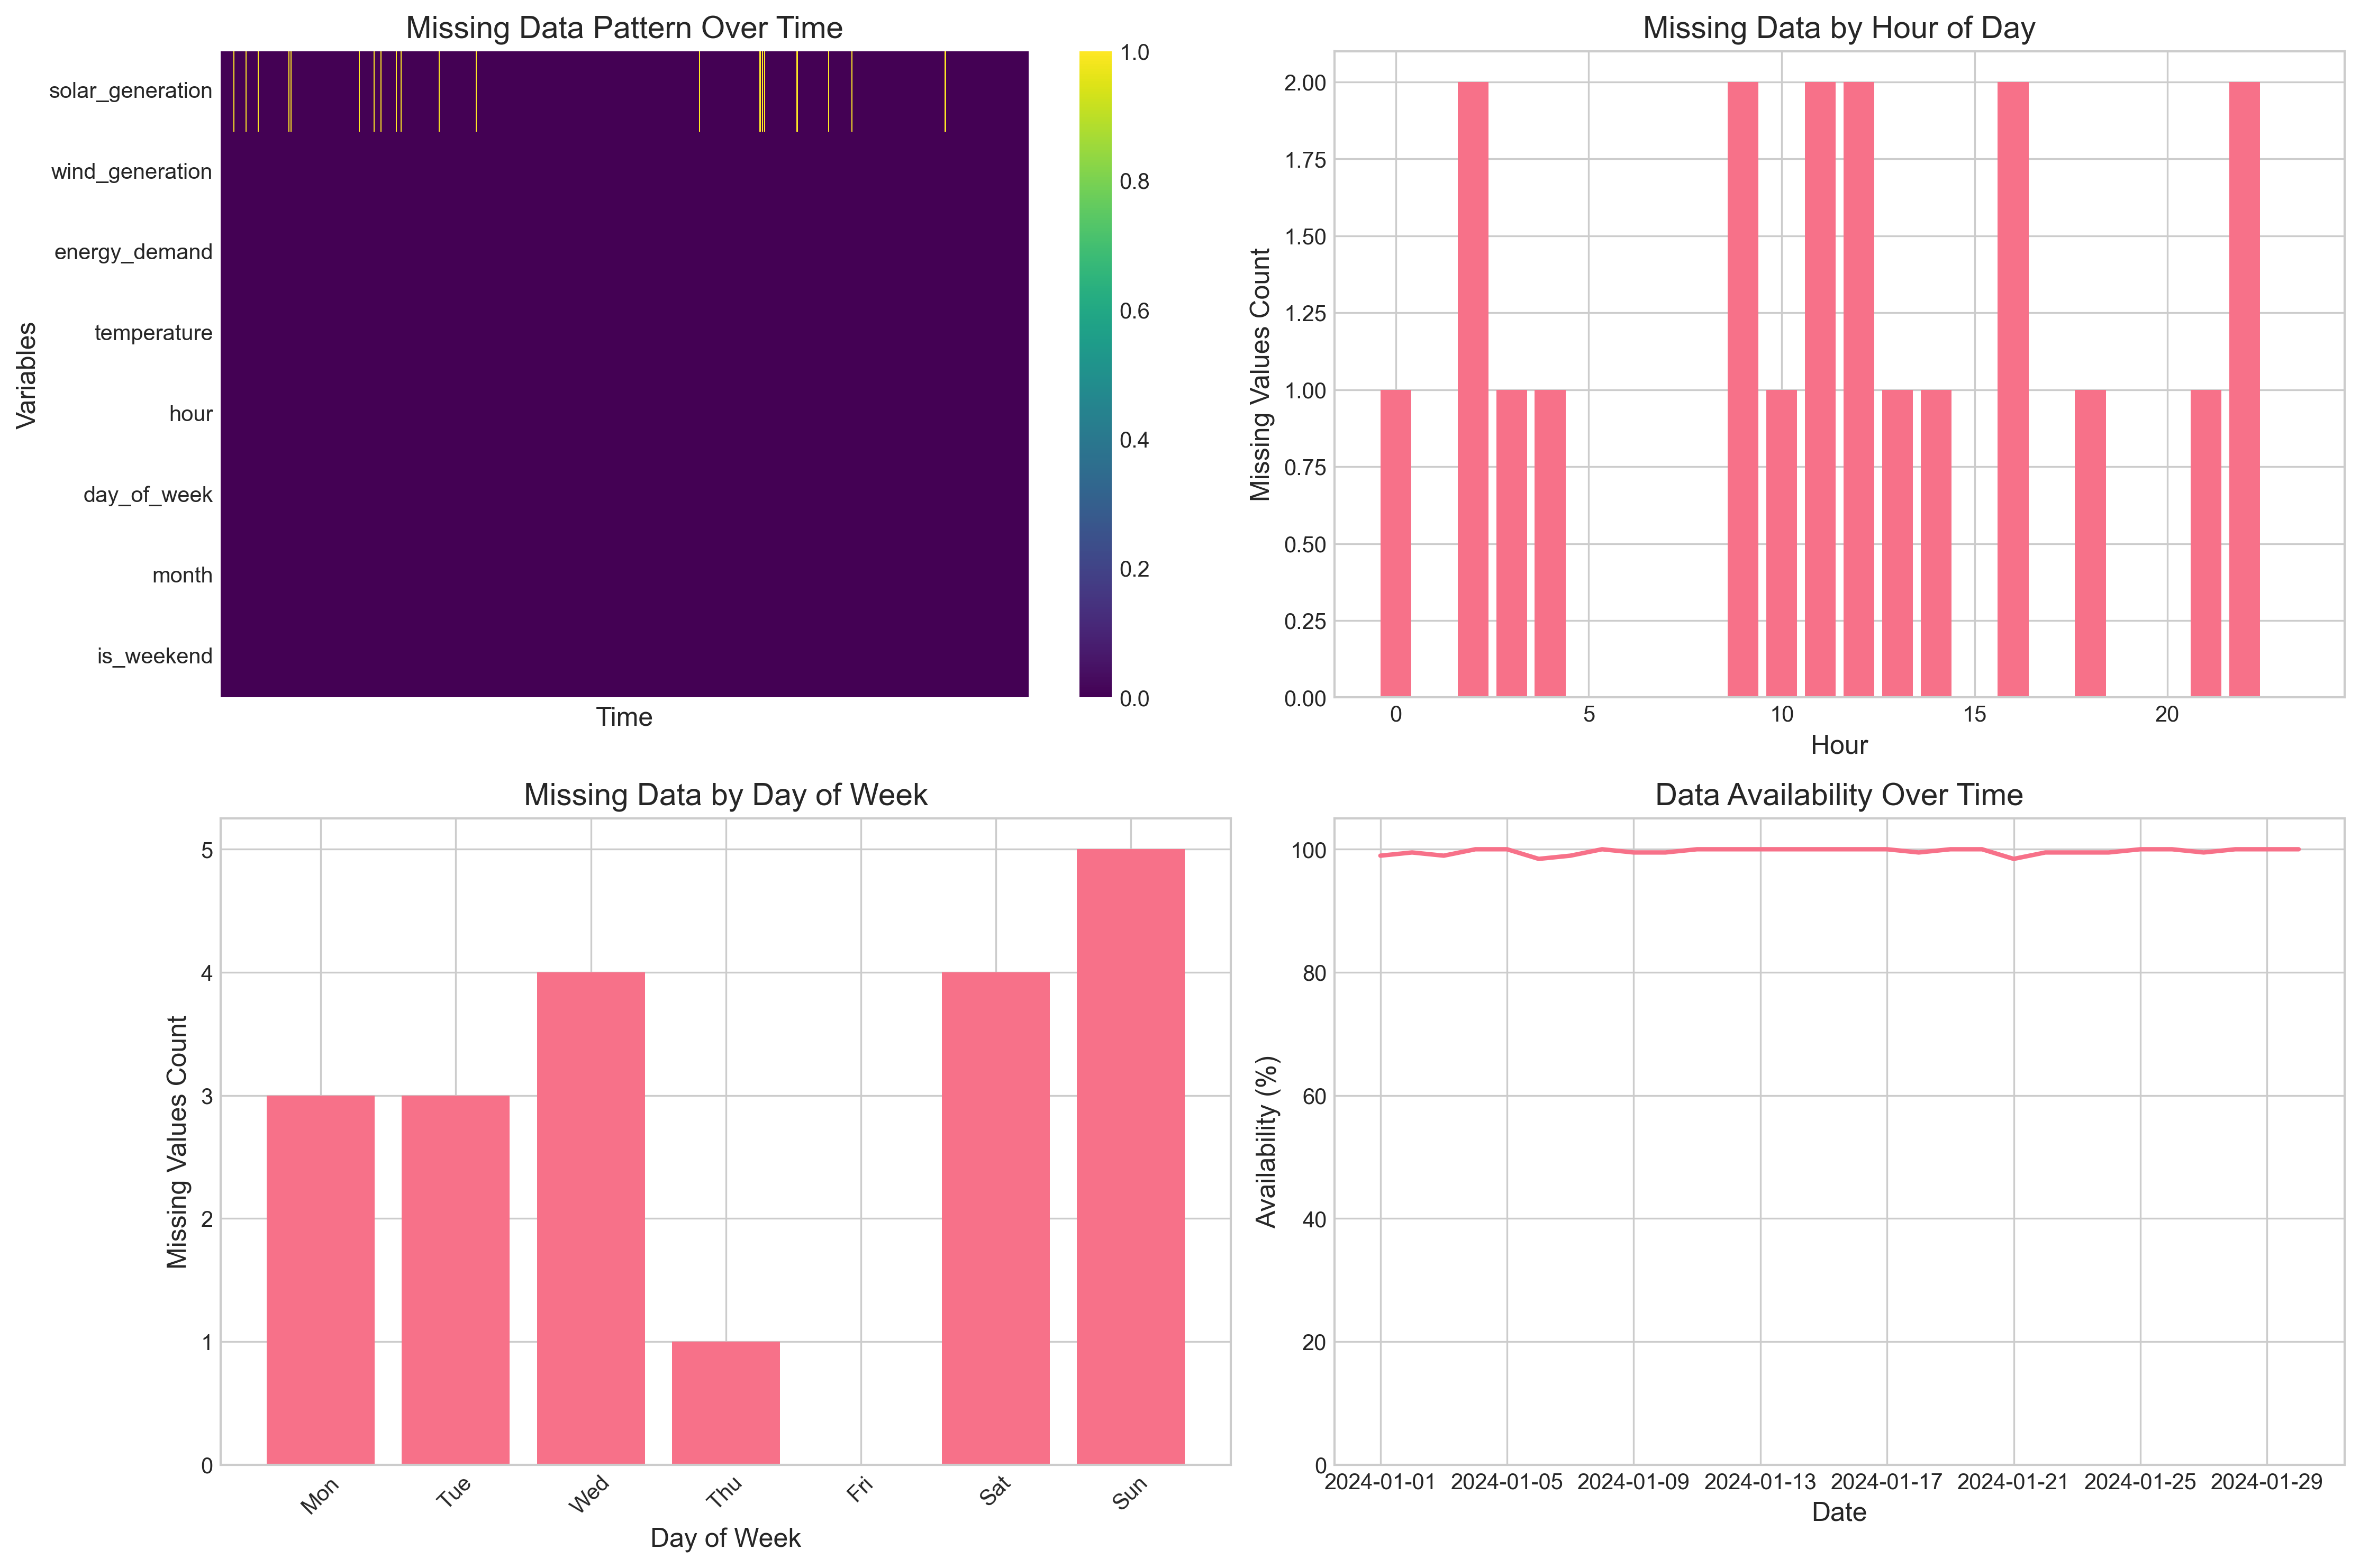 Missing Data Pattern Over Time
Variables
solar_generation
wind_generation
energy_demand
temperature
hour
day_of_week
month
is_weekend
Time
1.0
0.8
0.6
0.4
0.2
0.0
Missing Data by Hour of Day
Missing Values Count
2.00
1.75
1.50
1.25
1.00
0.75
0.50
0.25
0.00
0 5 10 15 20
Hour
Missing Data by Day of Week
Missing Values Count
5
4
3
2
1
0
Mon Tue Wed Thu Fri Sat Sun
Day of Week
Data Availability Over Time
Availability (%)
100
80
60
40
20
0
2024-01-01 2024-01-05 2024-01-09 2024-01-13 2024-01-17 2024-01-21 2024-01-25 2024-01-29
Date